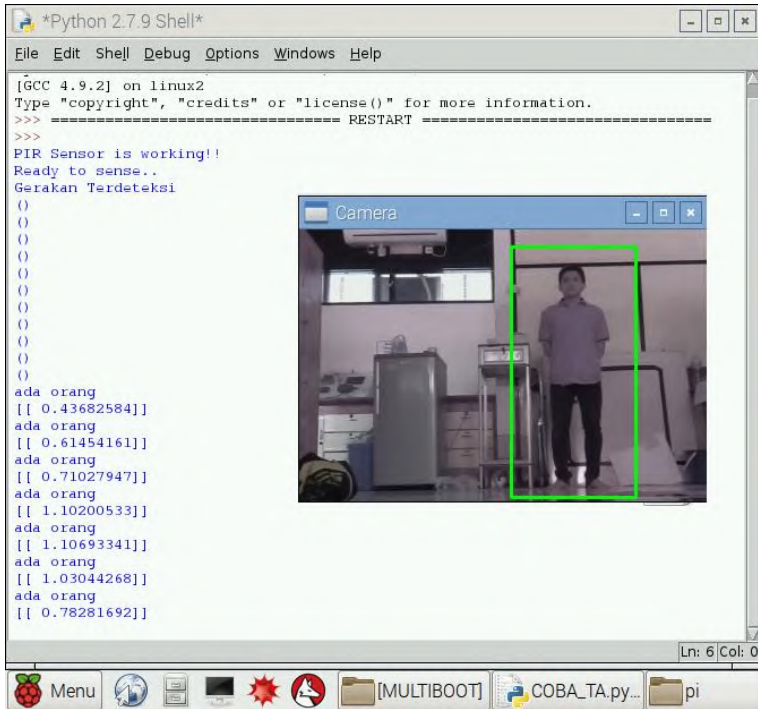 *Python 2.7.9 Shell*
File Edit Shell Debug Options Windows Help
[GCC 4.9.2] on linux2
Type "copyright", "credits" or "license()" for more information.
>>> ================================ RESTART ================================
>>>
PIR Sensor is working!!
Ready to sense..
Gerakan Terdeteksi
()
()
()
()
()
()
()
()
()
()
()
ada orang
[[ 0.43682584]]
ada orang
[[ 0.61454161]]
ada orang
[[ 0.71027947]]
ada orang
[[ 1.10200533]]
ada orang
[[ 1.10693341]]
ada orang
[[ 1.03044268]]
ada orang
[[ 0.78281692]]
Camera
Ln: 6 Col: 0
Menu [MULTIBOOT] COBA_TA.py... pi